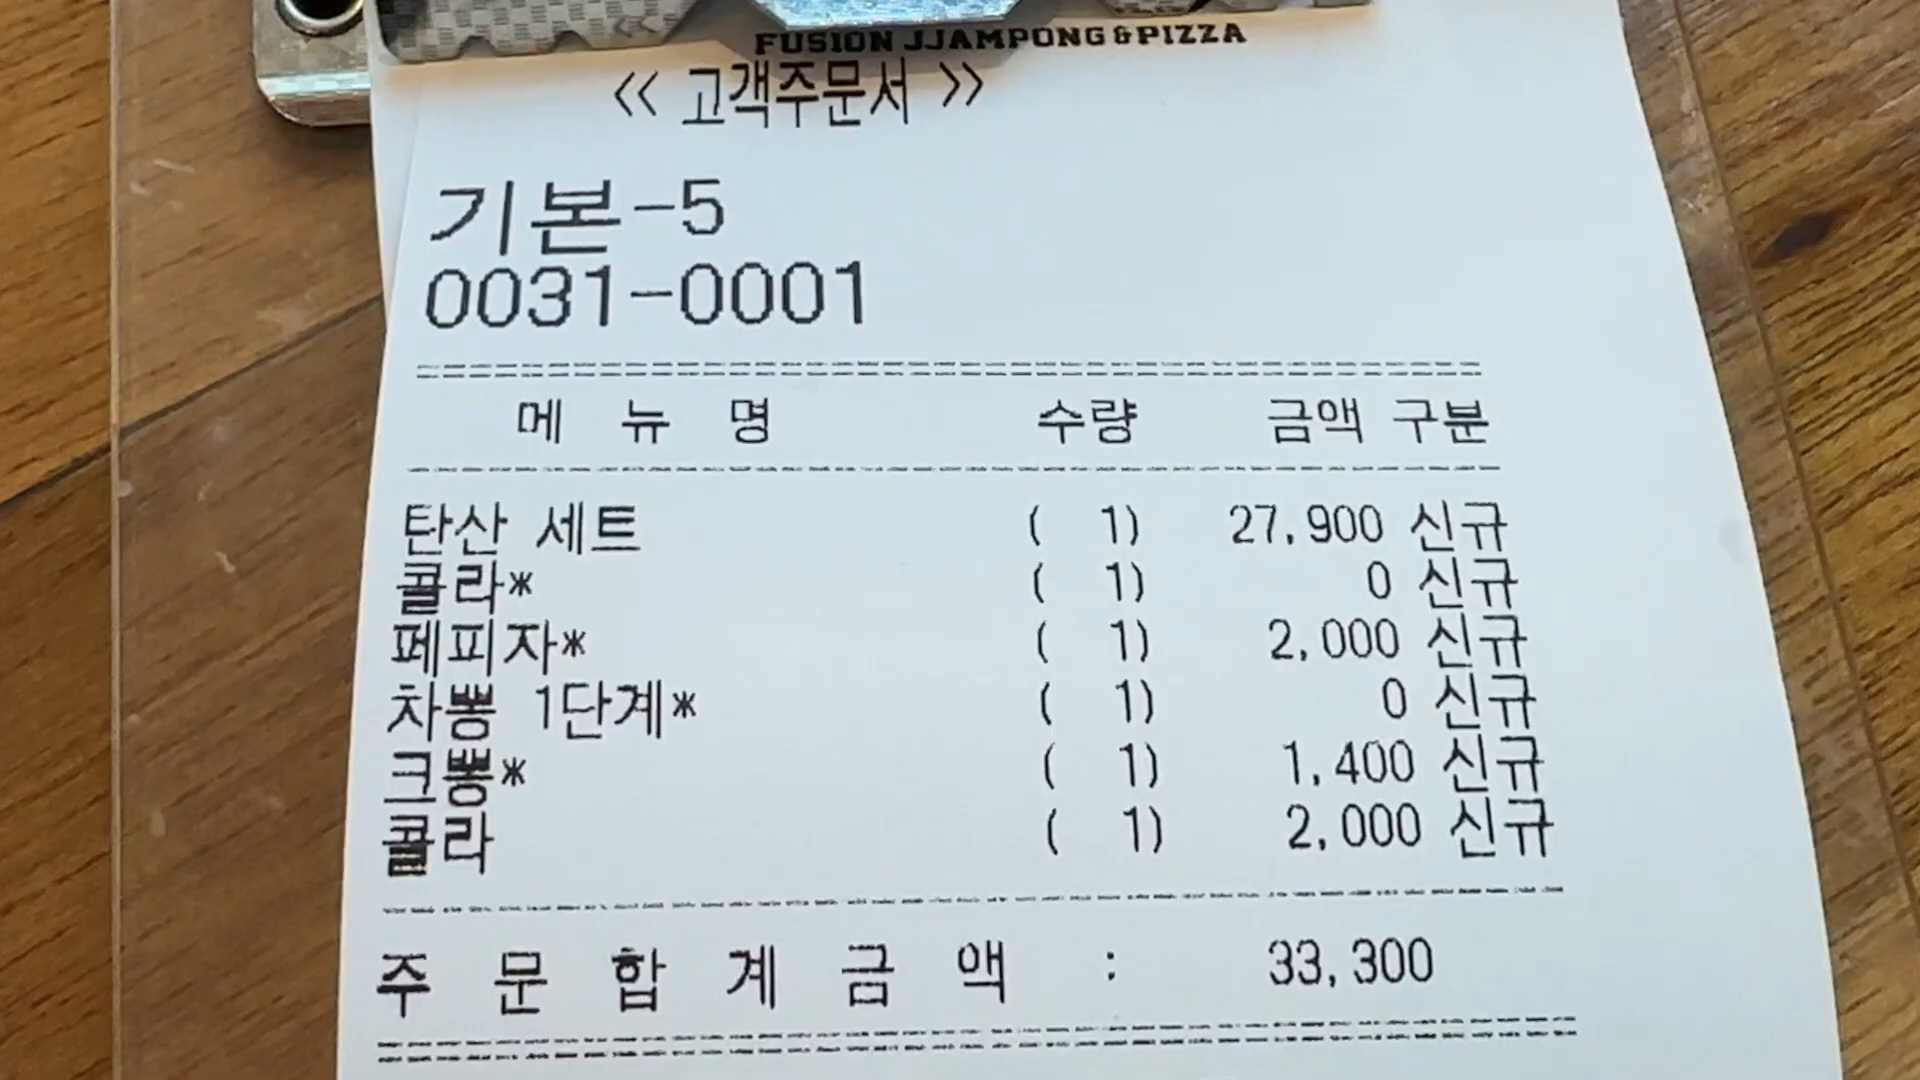 FUSION JJAMPONG & PIZZA
<< 고객주문서 >>
기본-5
0031-0001
메 뉴 명 수량 금액 구분
탄산 세트 ( 1) 27,900 신규
콜라* ( 1) 0 신규
페피자* ( 1) 2,000 신규
차뽕 1단계* ( 1) 0 신규
크뽕* ( 1) 1,400 신규
콜라 ( 1) 2,000 신규
주 문 합 계 금 액 : 33,300